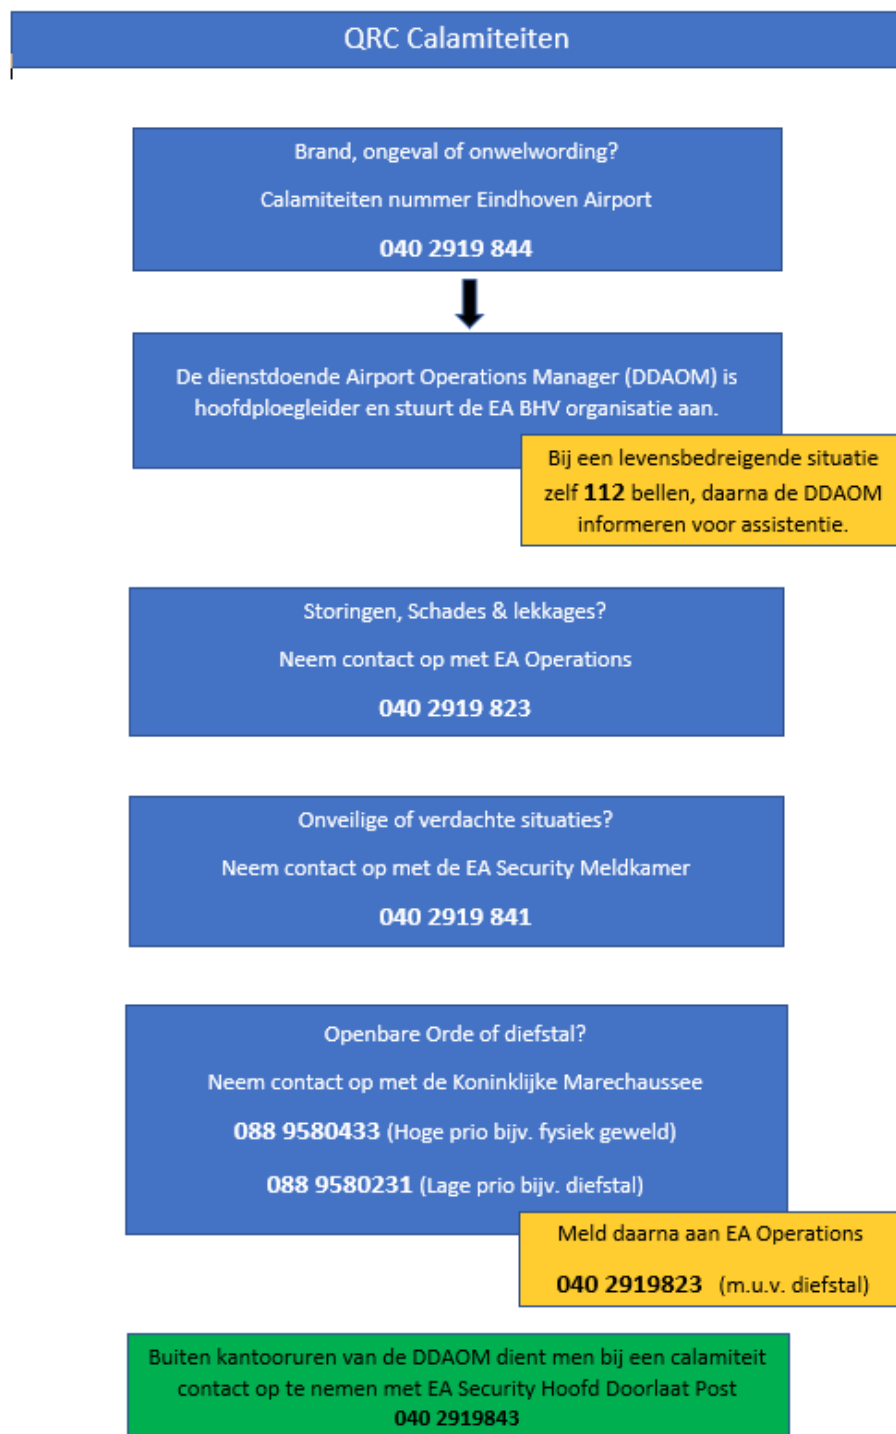 QRC Calamiteiten
Brand, ongeval of onwelwording?
Calamiteiten nummer Eindhoven Airport
040 2919 844
De dienstdoende Airport Operations Manager (DDAOM) is
hoofdploegleider en stuurt de EA BHV organisatie aan.
Bij een levensbedreigende situatie
zelf 112 bellen, daarna de DDAOM
informeren voor assistentie.
Storingen, Schades & lekkages?
Neem contact op met EA Operations
040 2919 823
Onveilige of verdachte situaties?
Neem contact op met de EA Security Meldkamer
040 2919 841
Openbare Orde of diefstal?
Neem contact op met de Koninklijke Marechaussee
088 9580433 (Hoge prio bijv. fysiek geweld)
088 9580231 (Lage prio bijv. diefstal)
Meld daarna aan EA Operations
040 2919823 (m.u.v. diefstal)
Buiten kantooruren van de DDAOM dient men bij een calamiteit
contact op te nemen met EA Security Hoofd Doorlaat Post
040 2919843